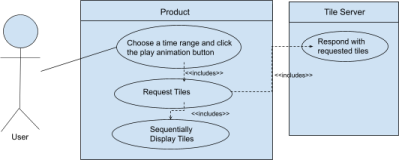 Product
Tile Server
Choose a time range and click
the play animation button
Respond with
requested tiles
<<includes>>
<<includes>>
Request Tiles
<<includes>>
Sequentially
Display Tiles
User